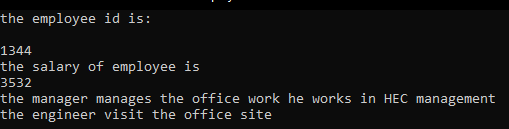 the employee id is:
1344
the salary of employee is
3532
the manager manages the office work he works in HEC management
the engineer visit the office site